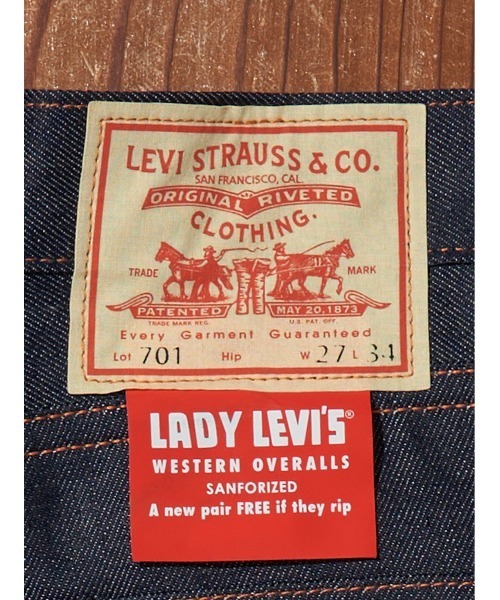 LEVI STRAUSS & CO.
SAN FRANCISCO, CAL.
ORIGINAL RIVETED
CLOTHING.
TRADE MARK
PATENTED MAY 20, 1873
TRADE MARK REG. U.S. PAT. OFF
Every Garment Guaranteed
Lot 701 Hip W 27 L 34
LADY LEVI'S®
WESTERN OVERALLS
SANFORIZED
A new pair FREE if they rip